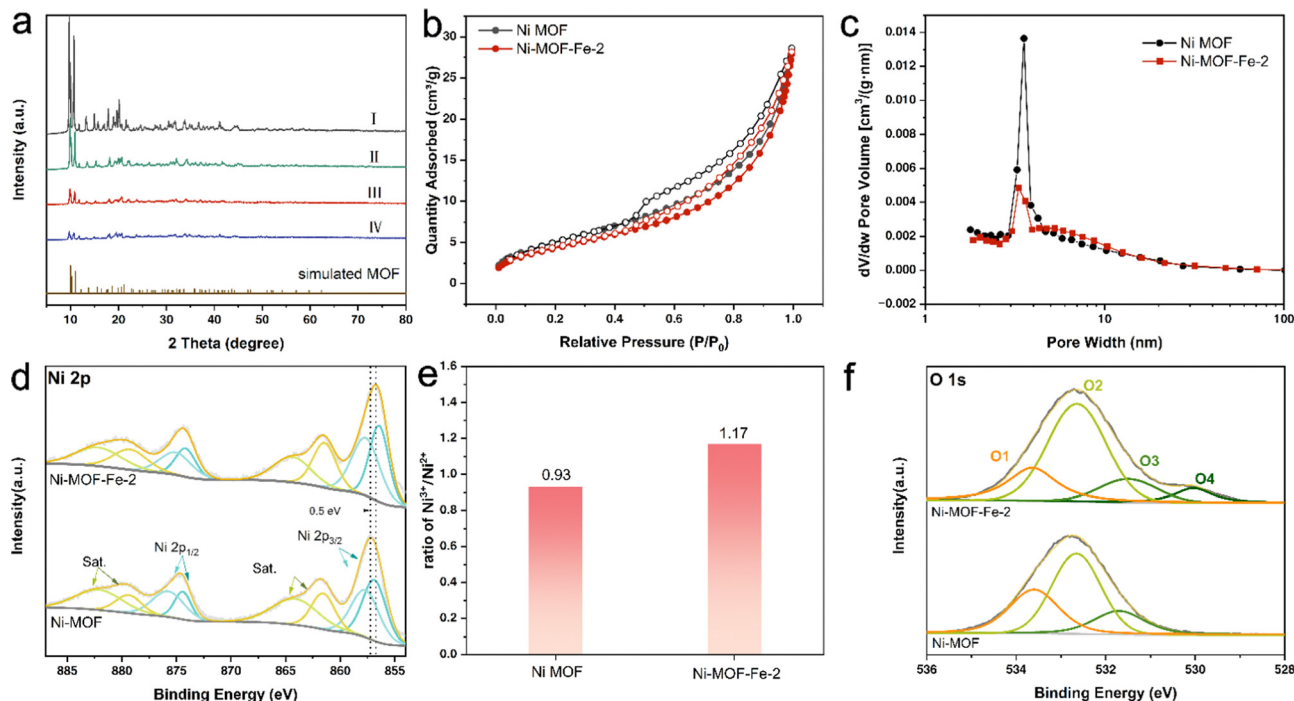 a
Intensity (a.u.)
I
II
III
IV
simulated MOF
10 20 30 40 50 60 70 80
2 Theta (degree)
b
Ni MOF
Ni-MOF-Fe-2
Quantity Adsorbed (cm³/g)
35
30
25
20
15
10
5
0
0.0 0.2 0.4 0.6 0.8 1.0
Relative Pressure (P/P₀)
c
Ni MOF
Ni-MOF-Fe-2
dV/dw Pore Volume [cm³/(g·nm)]
0.014
0.012
0.010
0.008
0.006
0.004
0.002
0.000
−0.002
1 10 100
Pore Width (nm)
d
Ni 2p
Intensity(a.u.)
Ni-MOF-Fe-2
0.5 eV
Ni 2p₁/₂
Ni 2p₃/₂
Sat.
Sat.
Ni-MOF
880 875 870 865 860 855
Binding Energy (eV)
e
ratio of Ni³⁺/Ni²⁺
1.6
1.4
1.2
1.0
0.8
0.6
0.4
0.2
0.0
0.93
1.17
Ni MOF
Ni-MOF-Fe-2
f
O 1s
Intensity(a.u.)
O2
O1
O3
O4
Ni-MOF-Fe-2
Ni-MOF
536 534 532 530 528
Binding Energy (eV)